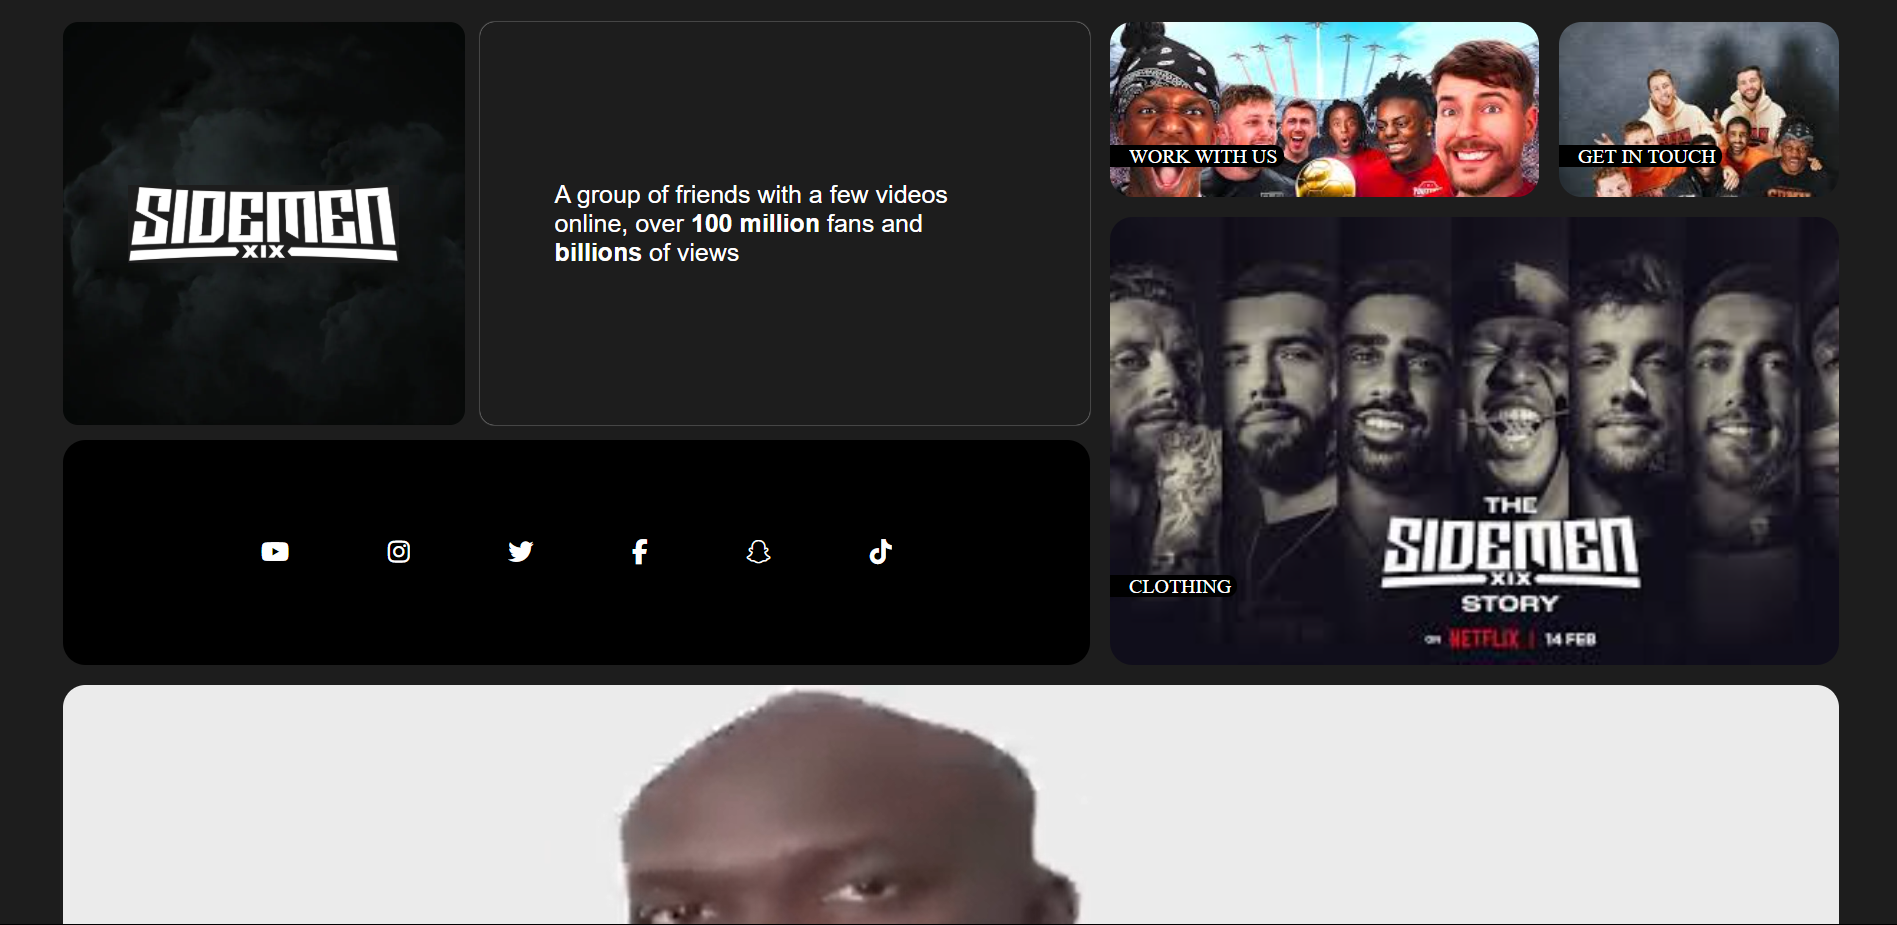 SIDEMEN
XIX
A group of friends with a few videos
online, over 100 million fans and
billions of views
WORK WITH US
GET IN TOUCH
THE
SIDEMEN
XIX
STORY
ON NETFLIX | 14 FEB
CLOTHING